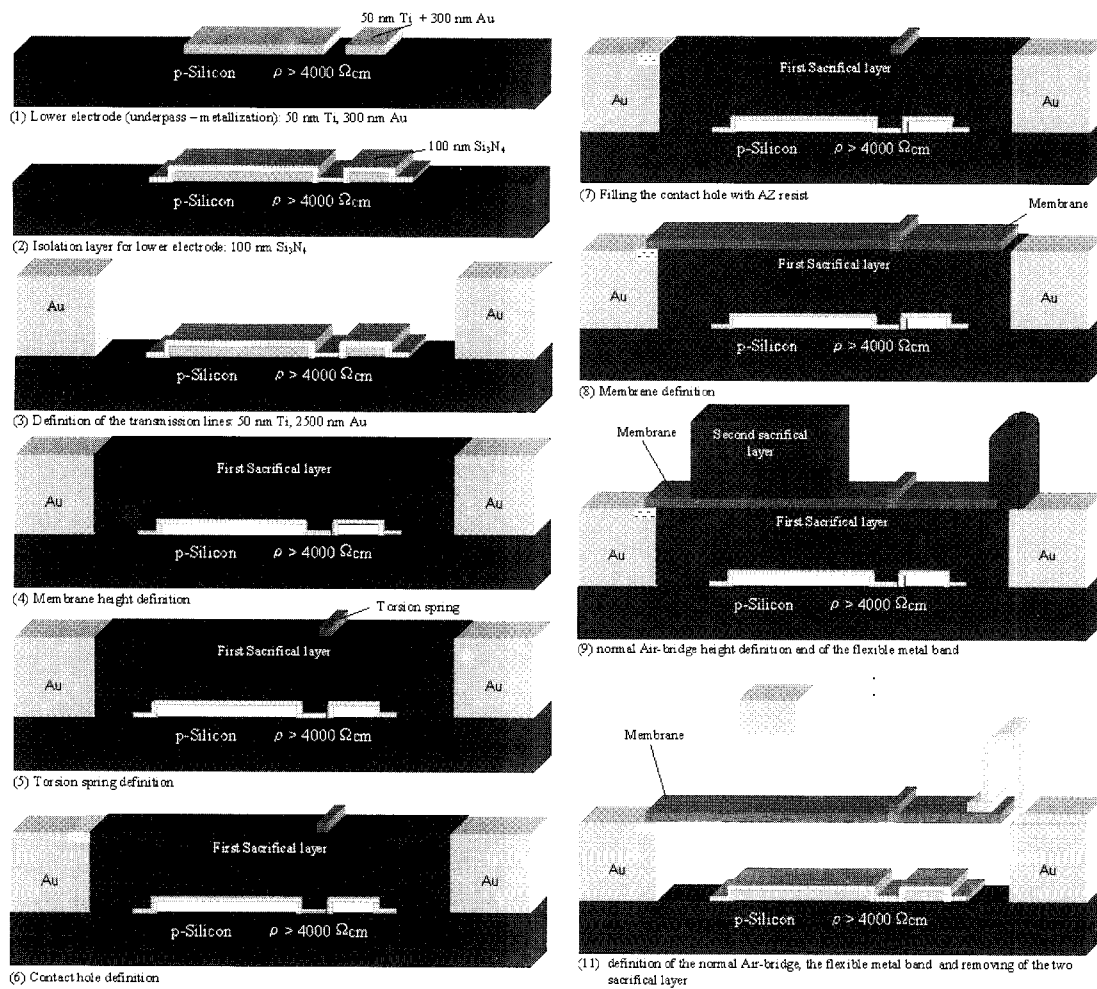 50 nm Ti + 300 nm Au
p-Silicon ρ > 4000 Ωcm
(1) Lower electrode (underpass – metallization): 50 nm Ti, 300 nm Au
100 nm Si₃N₄
p-Silicon ρ > 4000 Ωcm
(2) Isolation layer for lower electrode: 100 nm Si₃N₄
Au
Au
p-Silicon ρ > 4000 Ωcm
(3) Definition of the transmission lines: 50 nm Ti, 2500 nm Au
First Sacrifical layer
Au
Au
p-Silicon ρ > 4000 Ωcm
(4) Membrane height definition
Torsion spring
First Sacrifical layer
Au
Au
p-Silicon ρ > 4000 Ωcm
(5) Torsion spring definition
First Sacrifical layer
Au
Au
p-Silicon ρ > 4000 Ωcm
(6) Contact hole definition
First Sacrifical layer
Au
Au
p-Silicon ρ > 4000 Ωcm
(7) Filling the contact hole with AZ resist
Membrane
First Sacrifical layer
Au
Au
p-Silicon ρ > 4000 Ωcm
(8) Membrane definition
Membrane
Second sacrifical
layer
First Sacrifical layer
Au
Au
p-Silicon ρ > 4000 Ωcm
(9) normal Air-bridge height definition and of the flexible metal band
Membrane
Au
Au
p-Silicon ρ > 4000 Ωcm
(11) definition of the normal Air-bridge, the flexible metal band and removing of the two
sacrifical layer